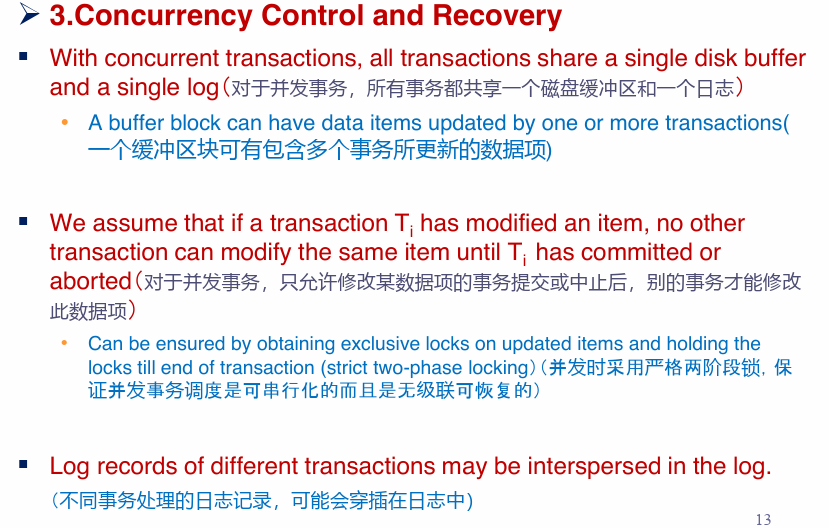 ➢ 3.Concurrency Control and Recovery
▪ With concurrent transactions, all transactions share a single disk buffer
and a single log(对于并发事务，所有事务都共享一个磁盘缓冲区和一个日志)
• A buffer block can have data items updated by one or more transactions(
一个缓冲区块可有包含多个事务所更新的数据项)
▪ We assume that if a transaction Ti has modified an item, no other
transaction can modify the same item until Ti has committed or
aborted(对于并发事务，只允许修改某数据项的事务提交或中止后，别的事务才能修改
此数据项)
• Can be ensured by obtaining exclusive locks on updated items and holding the
locks till end of transaction (strict two-phase locking)（并发时采用严格两阶段锁, 保
证并发事务调度是可串行化的而且是无级联可恢复的）
▪ Log records of different transactions may be interspersed in the log.
（不同事务处理的日志记录，可能会穿插在日志中)
13